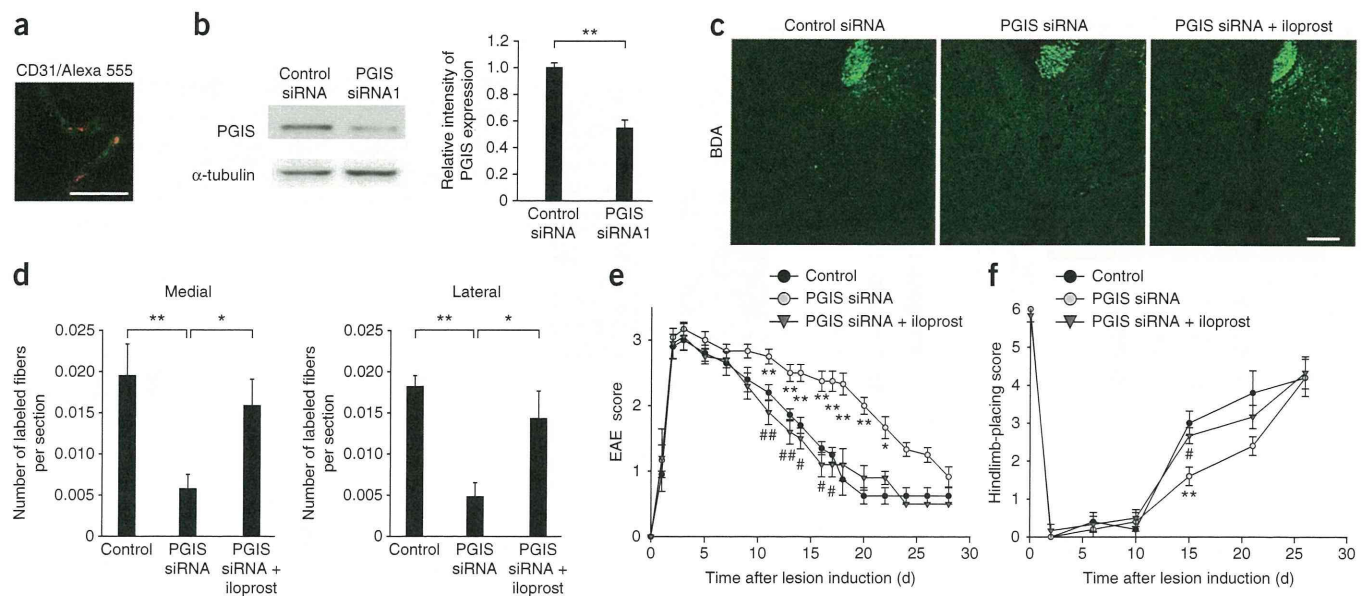 a
CD31/Alexa 555
b
Control
siRNA
PGIS
siRNA1
PGIS
α-tubulin
Relative intensity of
PGIS expression
1.2
1.0
0.8
0.6
0.4
0.2
0
**
Control
siRNA
PGIS
siRNA1
c
Control siRNA
PGIS siRNA
PGIS siRNA + iloprost
BDA
d
Medial
Number of labeled fibers
per section
0.025
0.020
0.015
0.010
0.005
0
** *
Control
PGIS
siRNA
PGIS
siRNA +
iloprost
Lateral
Number of labeled fibers
per section
0.025
0.020
0.015
0.010
0.005
0
** *
Control
PGIS
siRNA
PGIS
siRNA +
iloprost
e
Control
PGIS siRNA
PGIS siRNA + iloprost
EAE score
3
2
1
0
**
**
**
**
**
**
**
*
##
##
#
#
#
0 5 10 15 20 25 30
Time after lesion induction (d)
f
Control
PGIS siRNA
PGIS siRNA + iloprost
Hindlimb-placing score
6
5
4
3
2
1
0
#
**
0 5 10 15 20 25 30
Time after lesion induction (d)